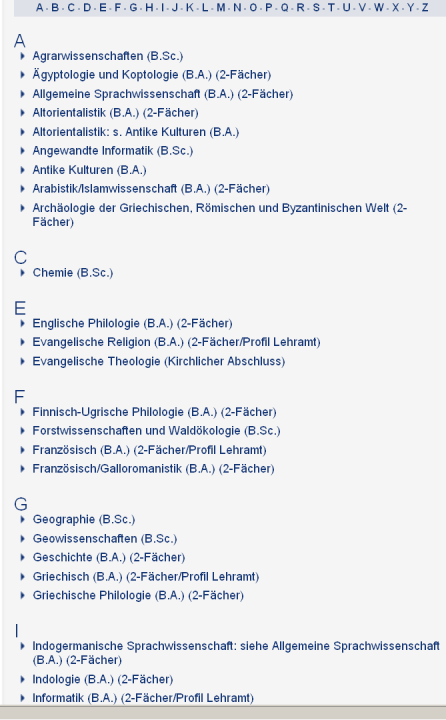 A · B · C · D · E · F · G · H · I · J · K · L · M · N · O · P · Q · R · S · T · U · V · W · X · Y · Z
A
Agrarwissenschaften (B.Sc.)
Ägyptologie und Koptologie (B.A.) (2-Fächer)
Allgemeine Sprachwissenschaft (B.A.) (2-Fächer)
Altorientalistik (B.A.) (2-Fächer)
Altorientalistik: s. Antike Kulturen (B.A.)
Angewandte Informatik (B.Sc.)
Antike Kulturen (B.A.)
Arabistik/Islamwissenschaft (B.A.) (2-Fächer)
Archäologie der Griechischen, Römischen und Byzantinischen Welt (2-
Fächer)
C
Chemie (B.Sc.)
E
Englische Philologie (B.A.) (2-Fächer)
Evangelische Religion (B.A.) (2-Fächer/Profil Lehramt)
Evangelische Theologie (Kirchlicher Abschluss)
F
Finnisch-Ugrische Philologie (B.A.) (2-Fächer)
Forstwissenschaften und Waldökologie (B.Sc.)
Französisch (B.A.) (2-Fächer/Profil Lehramt)
Französisch/Galloromanistik (B.A.) (2-Fächer)
G
Geographie (B.Sc.)
Geowissenschaften (B.Sc.)
Geschichte (B.A.) (2-Fächer)
Griechisch (B.A.) (2-Fächer/Profil Lehramt)
Griechische Philologie (B.A.) (2-Fächer)
I
Indogermanische Sprachwissenschaft: siehe Allgemeine Sprachwissenschaft
(B.A.) (2-Fächer)
Indologie (B.A.) (2-Fächer)
Informatik (B.A.) (2-Fächer/Profil Lehramt)